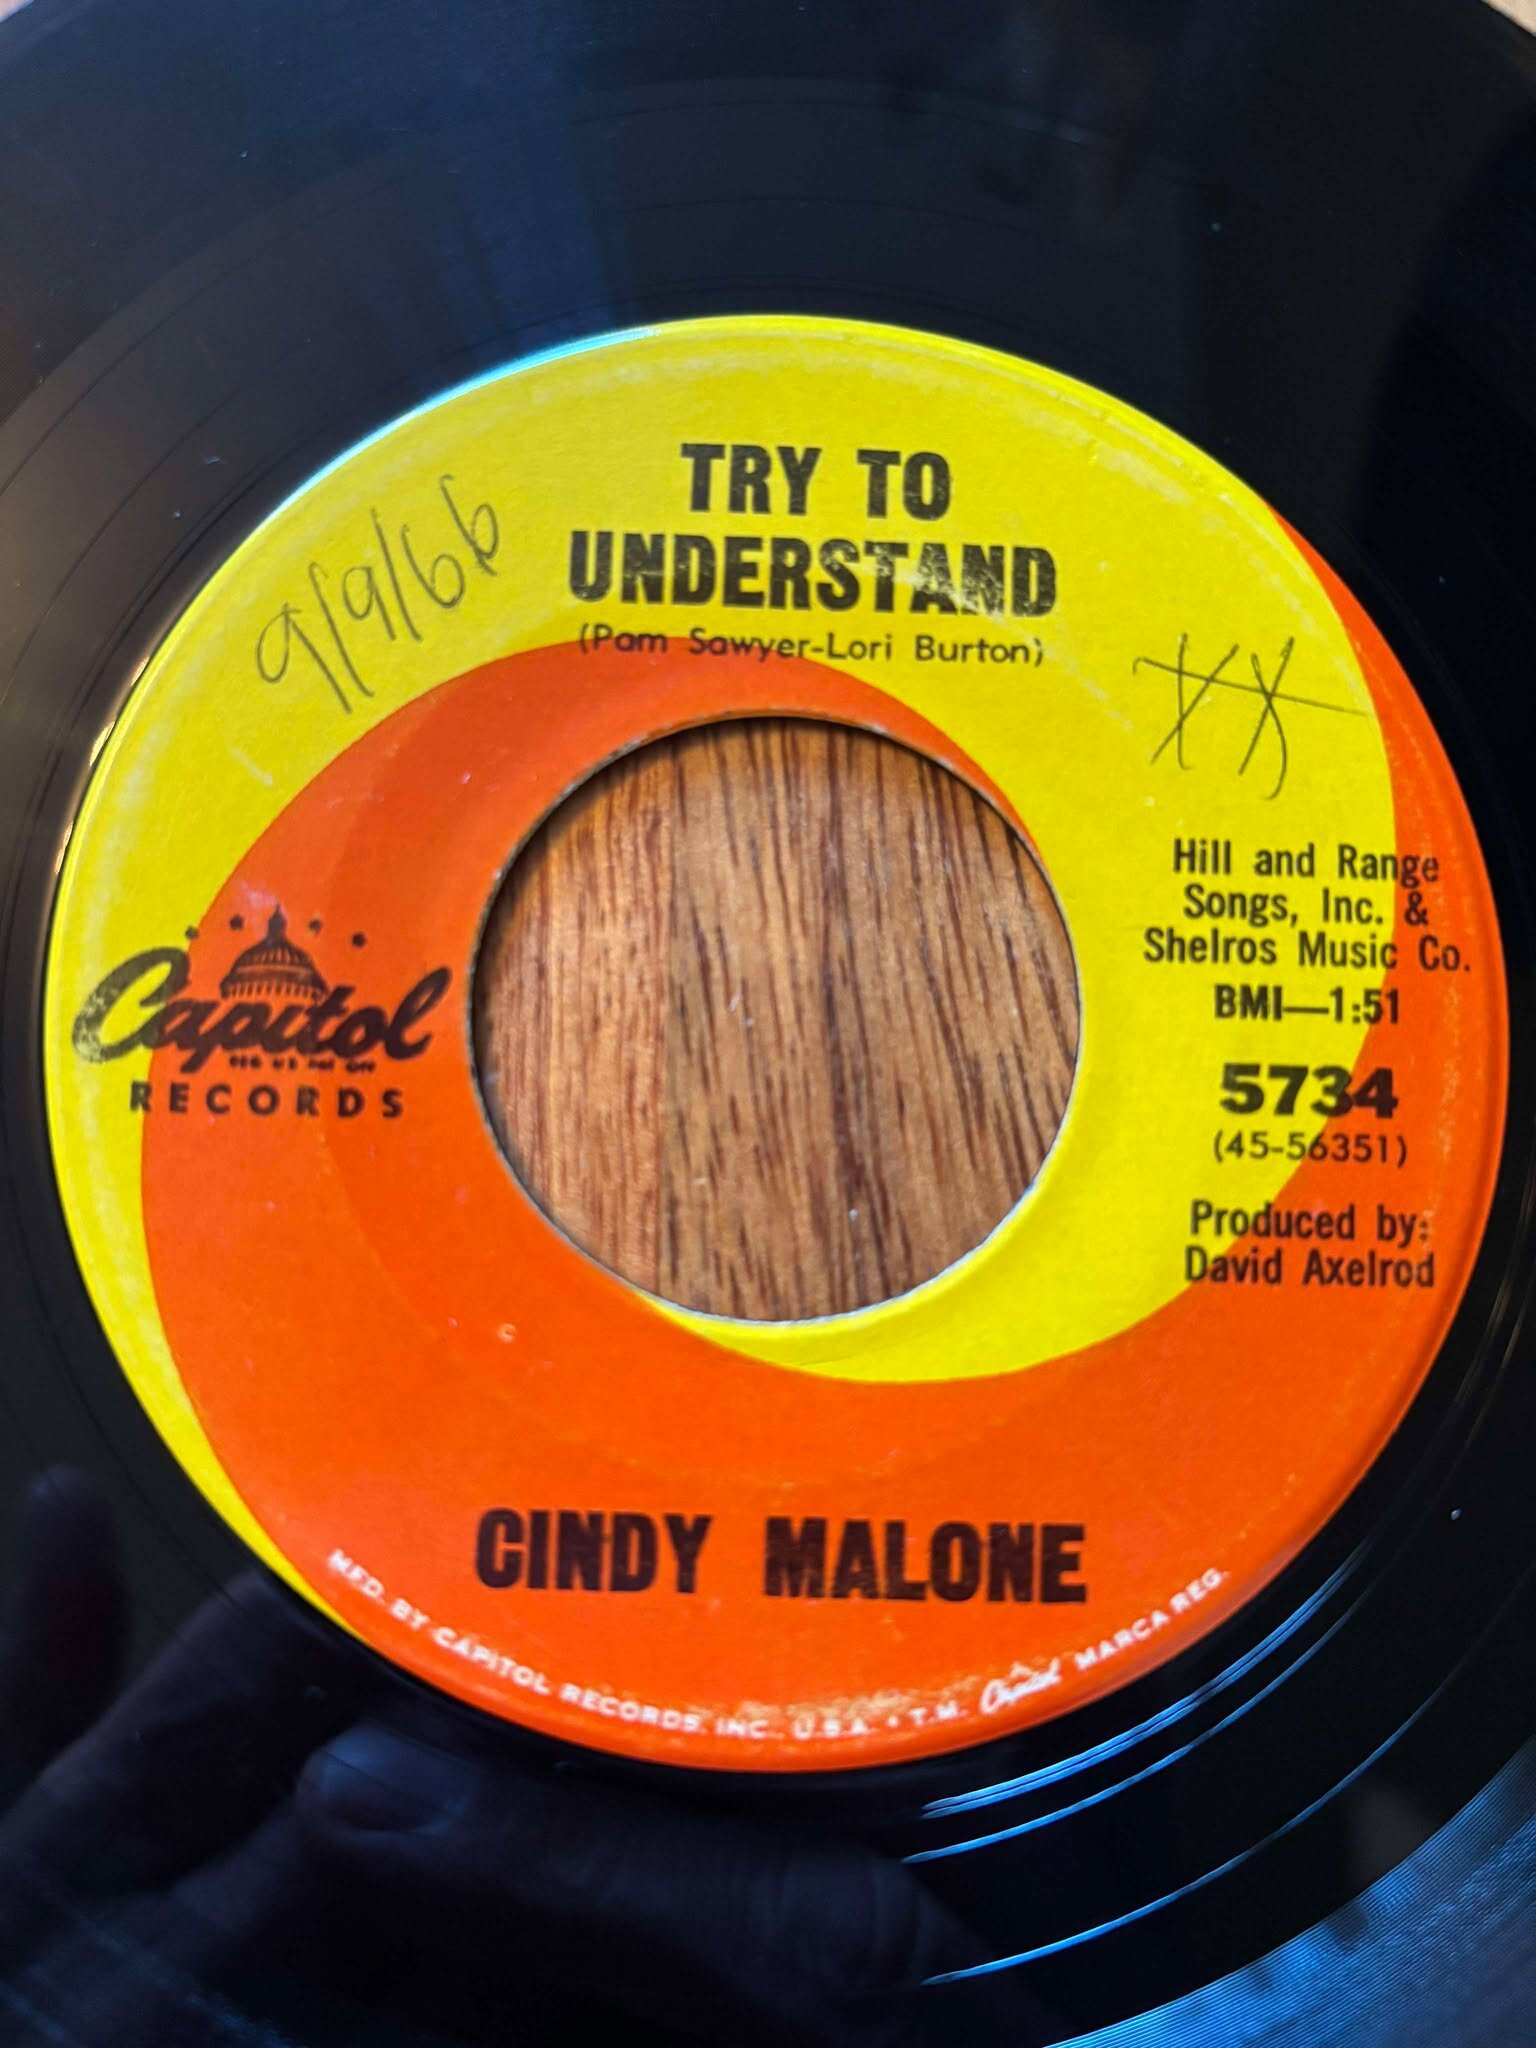 TRY TO
UNDERSTAND
(Pam Sawyer-Lori Burton)
9/9/66
XX
Hill and Range
Songs, Inc. &
Shelros Music Co.
BMI—1:51
5734
(45-56351)
Produced by:
David Axelrod
Capitol
RECORDS
CINDY MALONE
MFD. BY CAPITOL RECORDS, INC., U.S.A. • T.M. Capitol MARCA REG.